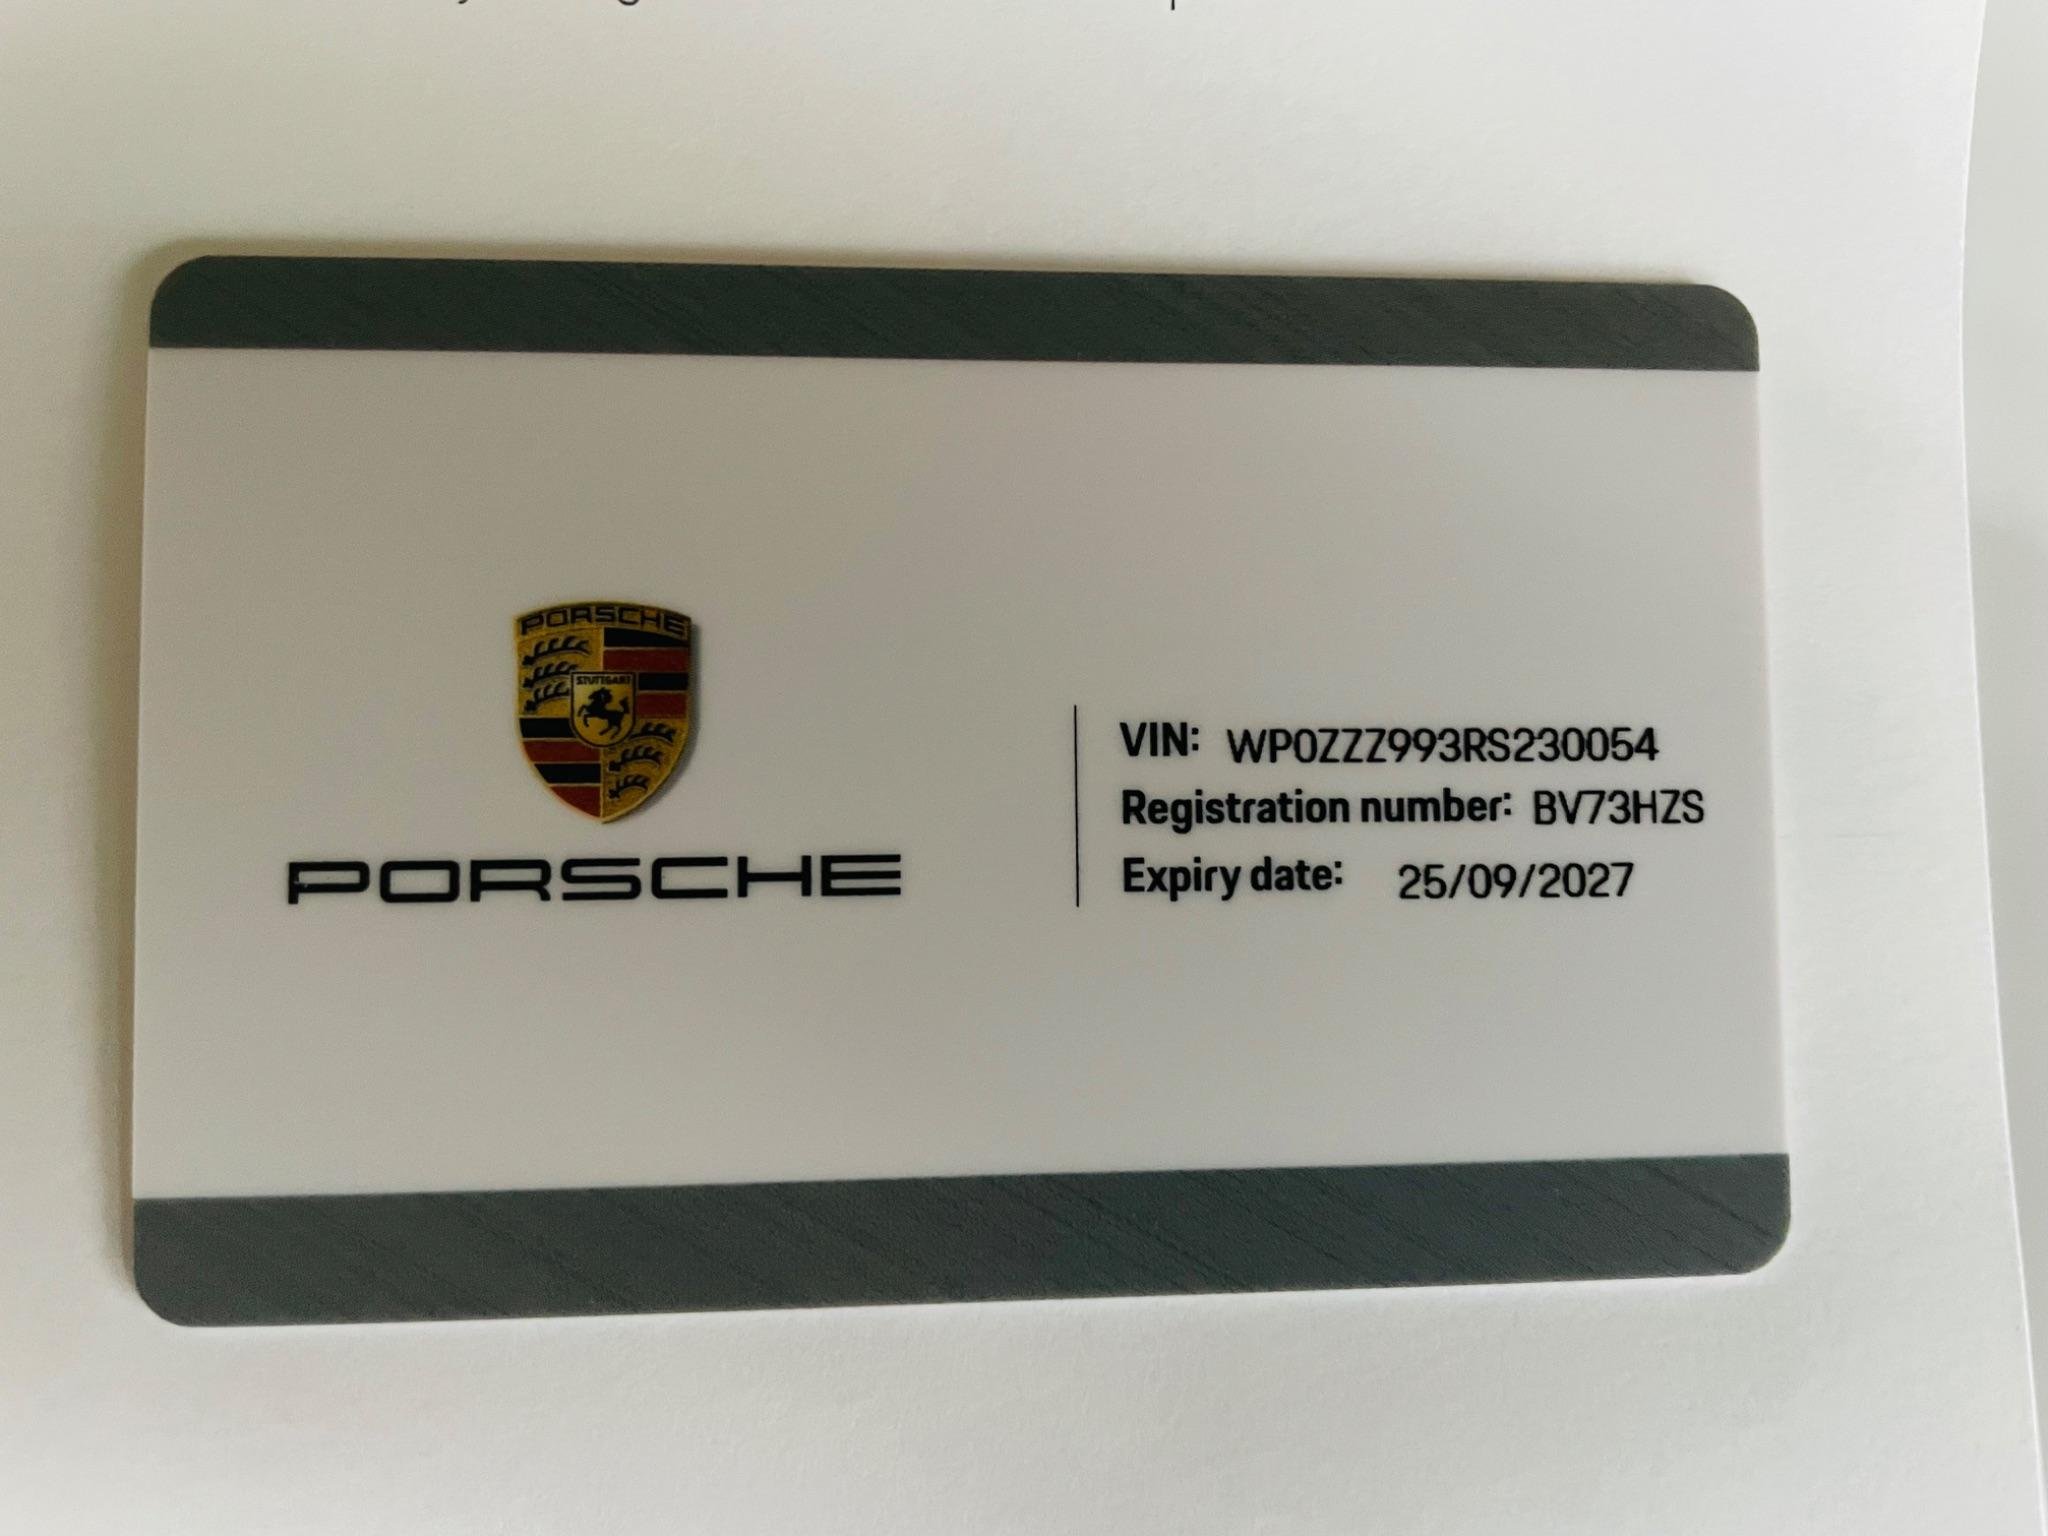 PORSCHE
STUTTGART
PORSCHE
VIN: WP0ZZZ993RS230054
Registration number: BV73HZS
Expiry date: 25/09/2027